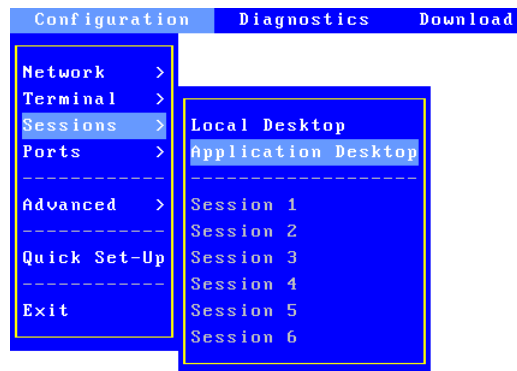 Configuration Diagnostics Download
Network >
Terminal >
Sessions >
Ports >
Advanced >
Quick Set-Up
Exit
Local Desktop
Application Desktop
Session 1
Session 2
Session 3
Session 4
Session 5
Session 6